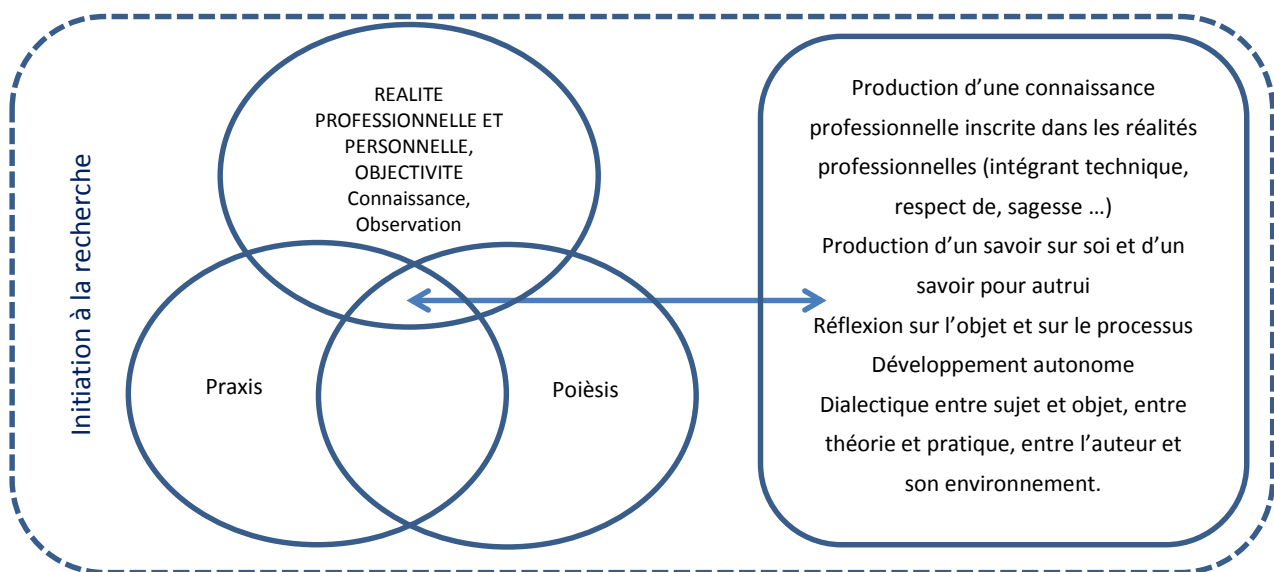 Initiation à la recherche
REALITE
PROFESSIONNELLE ET
PERSONNELLE,
OBJECTIVITE
Connaissance,
Observation
Praxis
Poièsis
Production d’une connaissance
professionnelle inscrite dans les réalités
professionnelles (intégrant technique,
respect de, sagesse …)
Production d’un savoir sur soi et d’un
savoir pour autrui
Réflexion sur l’objet et sur le processus
Développement autonome
Dialectique entre sujet et objet, entre
théorie et pratique, entre l’auteur et
son environnement.